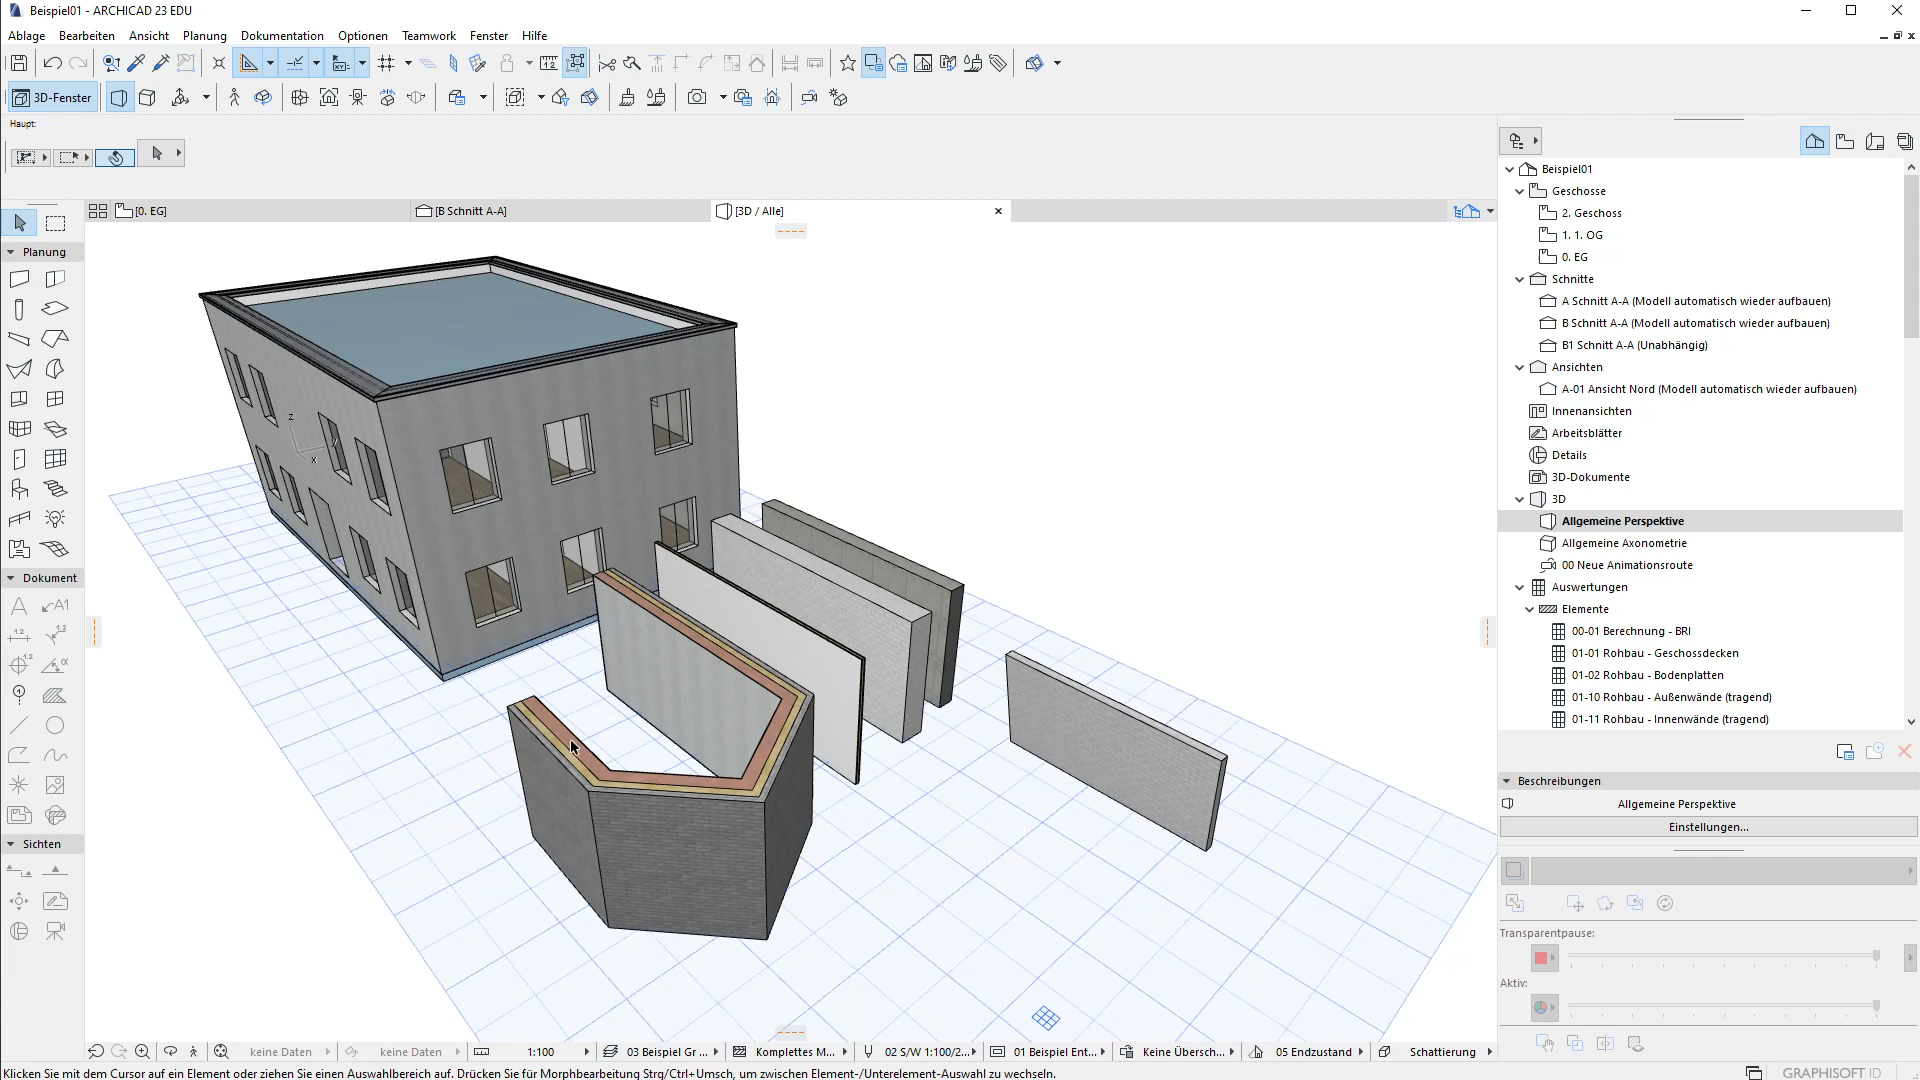 Beispiel01 - ARCHICAD 23 EDU
Ablage Bearbeiten Ansicht Planung Dokumentation Optionen Teamwork Fenster Hilfe
3D-Fenster
Haupt:
[0. EG] [B Schnitt A-A] [3D / Alle]
Planung
Dokument
A A1
1.2 1.2
1.2
Sichten
z
y
x
Beispiel01
Geschosse
2. Geschoss
1. 1. OG
0. EG
Schnitte
A Schnitt A-A (Modell automatisch wieder aufbauen)
B Schnitt A-A (Modell automatisch wieder aufbauen)
B1 Schnitt A-A (Unabhängig)
Ansichten
A-01 Ansicht Nord (Modell automatisch wieder aufbauen)
Innenansichten
Arbeitsblätter
Details
3D-Dokumente
3D
Allgemeine Perspektive
Allgemeine Axonometrie
00 Neue Animationsroute
Auswertungen
Elemente
00-01 Berechnung - BRI
01-01 Rohbau - Geschossdecken
01-02 Rohbau - Bodenplatten
01-10 Rohbau - Außenwände (tragend)
01-11 Rohbau - Innenwände (tragend)
Beschreibungen
Allgemeine Perspektive
Einstellungen...
Transparentpause:
Aktiv:
keine Daten keine Daten 1:100 03 Beispiel Gr ... Komplettes M... 02 S/W 1:100/2... 01 Beispiel Ent... Keine Übersch... 05 Endzustand Schattierung
Klicken Sie mit dem Cursor auf ein Element oder ziehen Sie einen Auswahlbereich auf. Drücken Sie für Morphbearbeitung Strg/Ctrl+Umsch, um zwischen Element-/Unterelement-Auswahl zu wechseln.
GRAPHISOFT ID